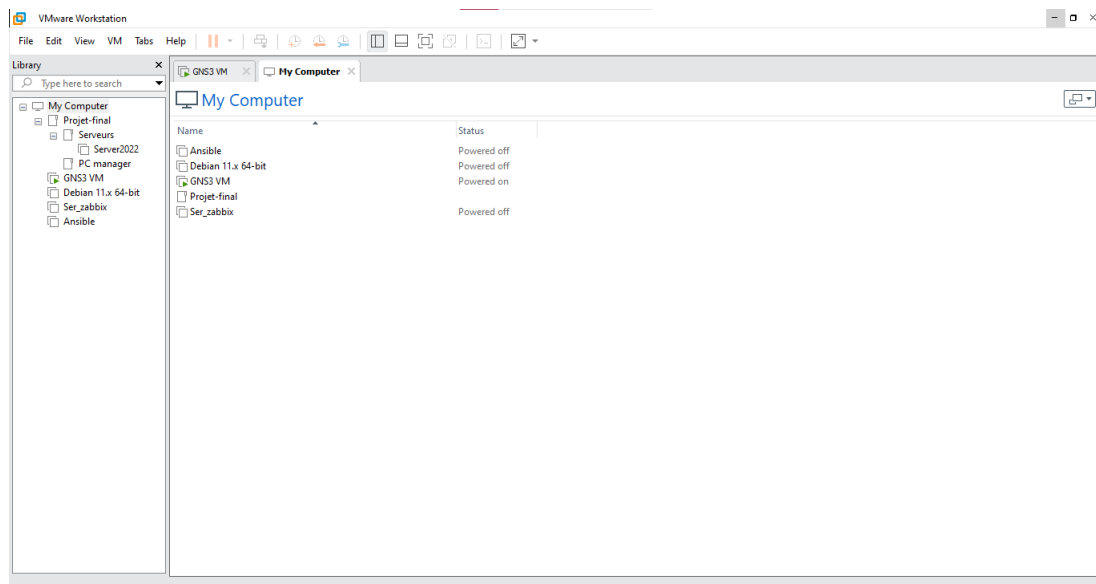 VMware Workstation
File Edit View VM Tabs Help
Library
Type here to search
My Computer
Projet-final
Serveurs
Server2022
PC manager
GNS3 VM
Debian 11.x 64-bit
Ser_zabbix
Ansible
GNS3 VM My Computer
My Computer
Name Status
Ansible Powered off
Debian 11.x 64-bit Powered off
GNS3 VM Powered on
Projet-final
Ser_zabbix Powered off